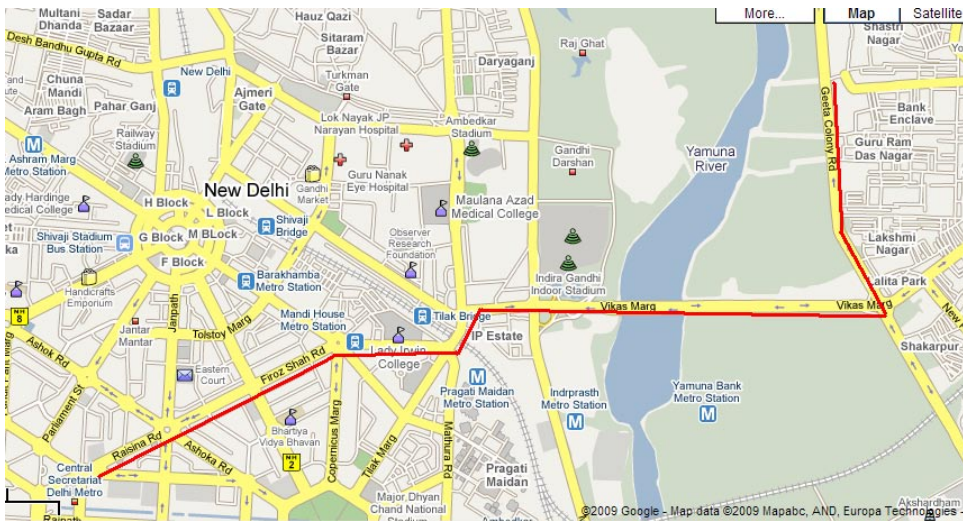 More...
Map
Satellite
Multani
Dhanda
Sadar
Bazaar
Hauz Qazi
Sitaram
Bazar
Daryaganj
Raj Ghat
Shastri
Nagar
Desh Bandhu Gupta Rd
New Delhi
Turkman
Gate
Chuna
Mandi
Aram Bagh
Pahar Ganj
Ajmeri
Gate
Lok Nayak JP
Narayan Hospital
Ambedkar
Stadium
Geeta Colony Rd
Bank
Enclave
Railway
Stadium
M
Ashram Marg
Metro Station
Gandhi
Darshan
Yamuna
River
Guru Ram
Das Nagar
New Delhi
Gandhi
Market
Guru Nanak
Eye Hospital
Maulana Azad
Medical College
Lady Hardinge
Medical College
H Block
L Block
G Block
M BLock
F Block
Shivaji
Bridge
Observer
Research
Foundation
Shivaji Stadium
Bus Station
Lakshmi
Nagar
Barakhamba
Metro Station
Indira Gandhi
Indoor Stadium
Lalita Park
Handicrafts
Emporium
NH
8
Janpath
Mandi House
Metro Station
Tilak Bridge
Vikas Marg
Vikas Marg
Jantar
Mantar
Tolstoy Marg
IP Estate
Shakarpur
Ashok Rd
Firoz Shah Rd
Lady Irwin
College
Eastern
Court
M
Pragati Maidan
Metro Station
Indrprasth
Metro Station
M
Yamuna Bank
Metro Station
M
Parliament St
Copernicus Marg
Raisina Rd
Bhartiya
Vidya Bhavan
Ashoka Rd
Tilak Marg
Mathura Rd
NH
2
Central
Secretariat
Delhi Metro
Pragati
Maidan
Major Dhyan
Chand National
Stadium
Akshardham
©2009 Google - Map data ©2009 Mapabc, AND, Europa Technologies -